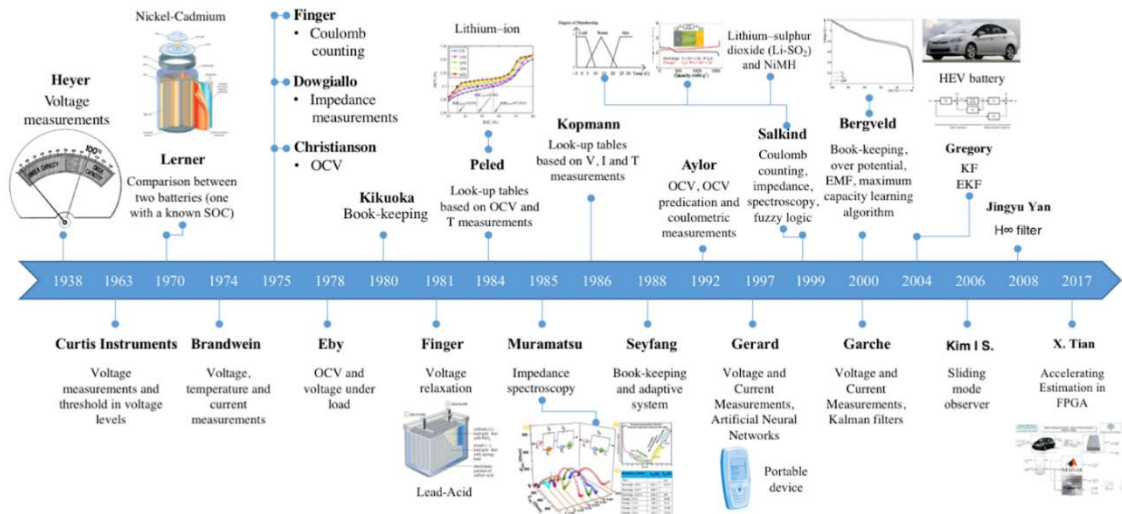 Nickel-Cadmium
Heyer
Voltage
measurements
100%
Lerner
Comparison between
two batteries (one
with a known SOC)
Finger
• Coulomb
counting
Dowgiallo
• Impedance
measurements
Christianson
• OCV
Kikuoka
Book-keeping
Lithium–ion
Peled
Look-up tables
based on OCV and
T measurements
Kopmann
Look-up tables
based on V, I and T
measurements
Aylor
OCV, OCV
predication and
coulometric
measurements
Lithium–sulphur
dioxide (Li-SO₂)
and NiMH
Salkind
Coulomb
counting,
impedance,
spectroscopy,
fuzzy logic
Bergveld
Book-keeping,
over potential,
EMF, maximum
capacity learning
algorithm
HEV battery
Gregory
KF
EKF
Jingyu Yan
H∞ filter
1938 1963 1970 1974 1975 1978 1980 1981 1984 1985 1986 1988 1992 1997 1999 2000 2004 2006 2008 2017
Curtis Instruments
Voltage
measurements and
threshold in voltage
levels
Brandwein
Voltage,
temperature and
current
measurements
Eby
OCV and
voltage under
load
Finger
Voltage
relaxation
Lead-Acid
Muramatsu
Impedance
spectroscopy
Seyfang
Book-keeping
and adaptive
system
Gerard
Voltage and
Current
Measurements,
Artificial Neural
Networks
Portable
device
Garche
Voltage and
Current
Measurements,
Kalman filters
Kim I S.
Sliding
mode
observer
X. Tian
Accelerating
Estimation in
FPGA